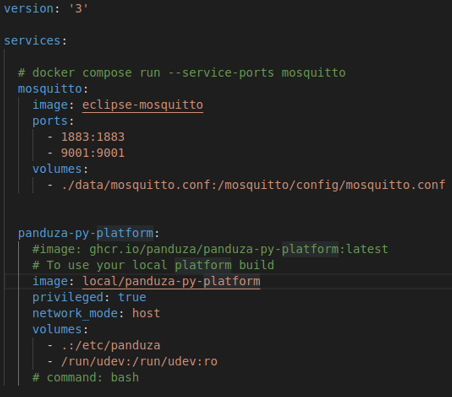 version: '3'
services:
# docker compose run --service-ports mosquitto
mosquitto:
image: eclipse-mosquitto
ports:
- 1883:1883
- 9001:9001
volumes:
- ./data/mosquitto.conf:/mosquitto/config/mosquitto.conf
panduza-py-platform:
#image: ghcr.io/panduza/panduza-py-platform:latest
# To use your local platform build
image: local/panduza-py-platform
privileged: true
network_mode: host
volumes:
- .:/etc/panduza
- /run/udev:/run/udev:ro
# command: bash